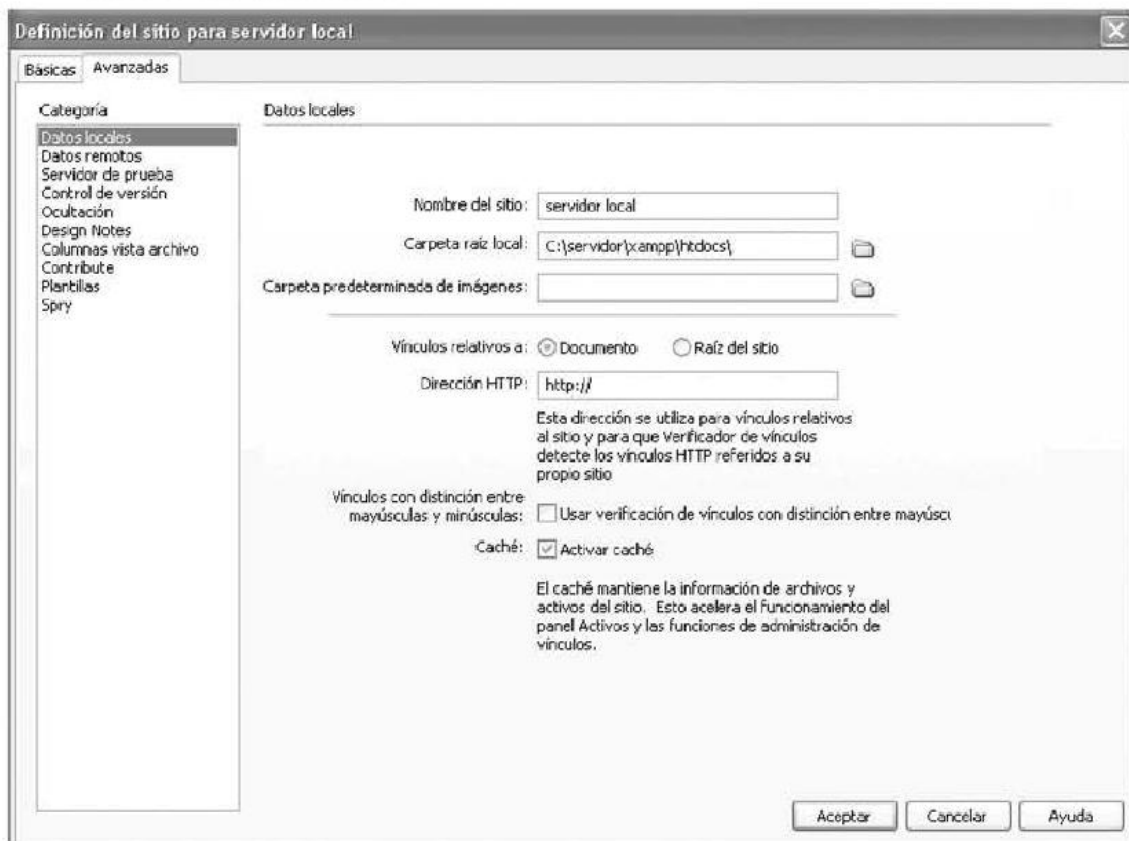 Definición del sitio para servidor local
Básicas Avanzadas
Categoría
Datos locales
Datos remotos
Servidor de prueba
Control de versión
Ocultación
Design Notes
Columnas vista archivo
Contribute
Plantillas
Spry
Datos locales
Nombre del sitio: servidor local
Carpeta raíz local: C:\servidor\xampp\htdocs\
Carpeta predeterminada de imágenes:
Vínculos relativos a: Documento Raíz del sitio
Dirección HTTP: http://
Esta dirección se utiliza para vínculos relativos
al sitio y para que Verificador de vínculos
detecte los vínculos HTTP referidos a su
propio sitio
Vínculos con distinción entre
mayúsculas y minúsculas: Usar verificación de vínculos con distinción entre mayúscu
Caché: Activar caché
El caché mantiene la información de archivos y
activos del sitio. Esto acelera el funcionamiento del
panel Activos y las funciones de administración de
vínculos.
Aceptar Cancelar Ayuda